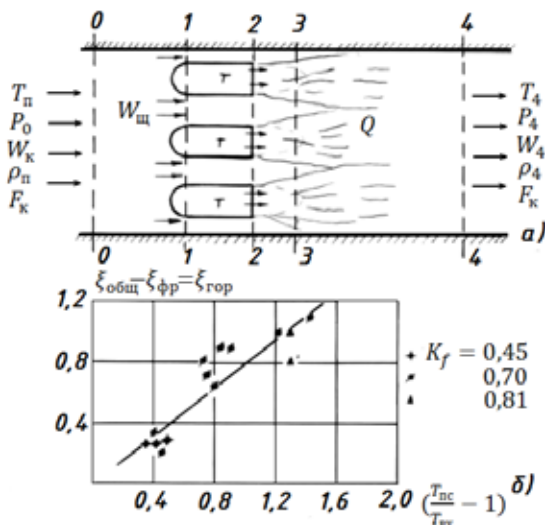 0 1 2 3 4
T_п T T_4
P_0 W_щ Q P_4
W_к T W_4
ρ_п ρ_4
F_к T F_к
0 1 2 3 4 а)
ξ_общ–ξ_фр=ξ_гор
1,2
0,8 K_f = 0,45
0,70
0,4 0,81
0,4 0,8 1,2 1,6 2,0 (T_пс/T_вх − 1) б)